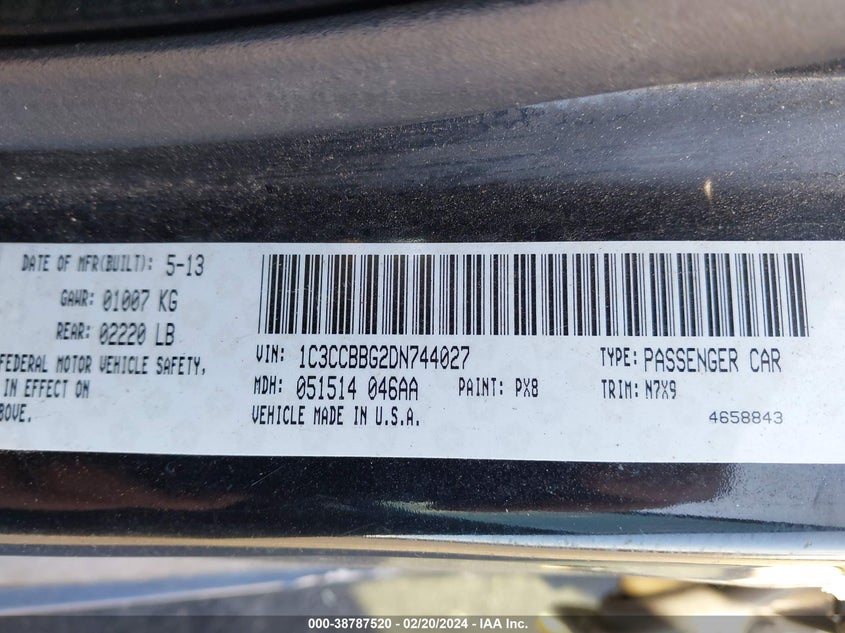 DATE OF MFR(BUILT): 5-13
GAWR: 01007 KG
REAR: 02220 LB
FEDERAL MOTOR VEHICLE SAFETY,
IN EFFECT ON
BOVE.
VIN: 1C3CCBBG2DN744027
TYPE: PASSENGER CAR
MDH: 051514 046AA
PAINT: PX8
TRIM: N7X9
VEHICLE MADE IN U.S.A.
4658843
000-38787520 — 02/20/2024 — IAA Inc.